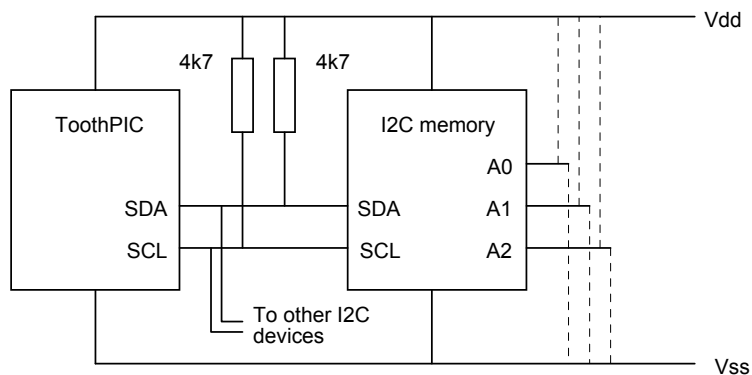 Vdd
4k7
4k7
ToothPIC
I2C memory
A0
SDA
SDA
A1
SCL
SCL
A2
To other I2C
devices
Vss